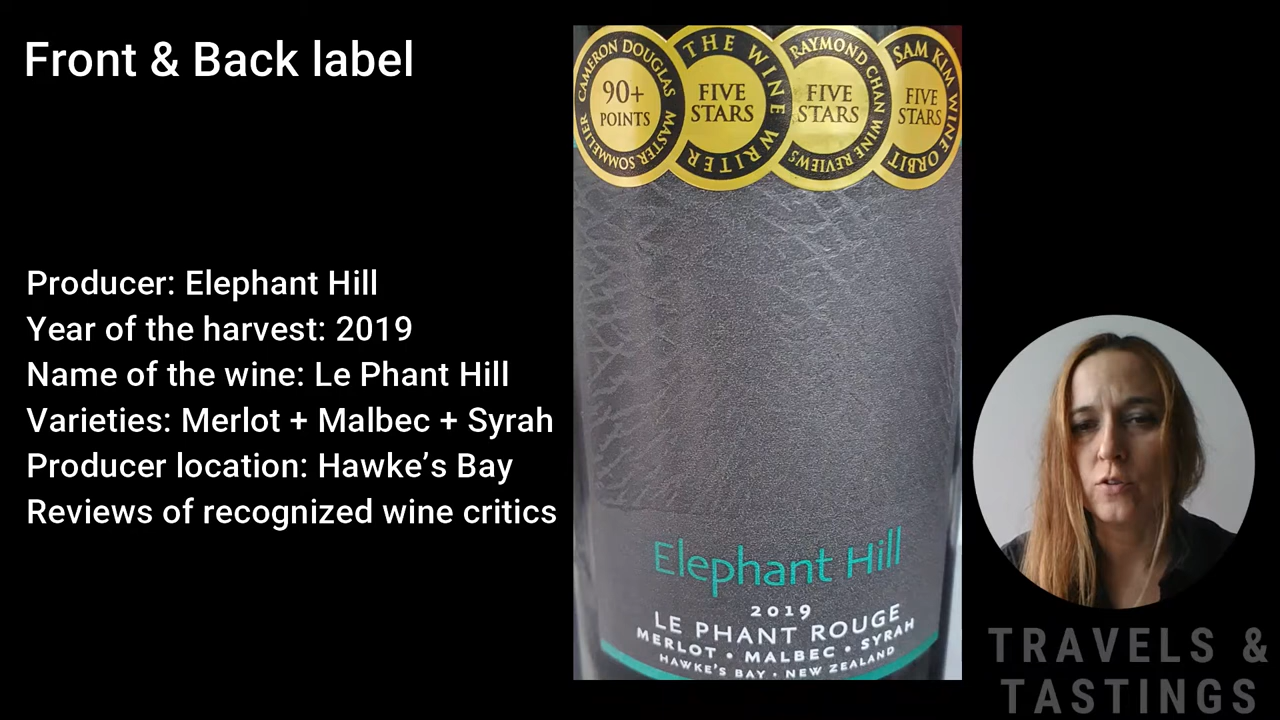 Front & Back label
Producer: Elephant Hill
Year of the harvest: 2019
Name of the wine: Le Phant Hill
Varieties: Merlot + Malbec + Syrah
Producer location: Hawke’s Bay
Reviews of recognized wine critics
CAMERON DOUGLAS MASTER SOMMELIER
90+
POINTS
THE WINE WRITER
FIVE
STARS
RAYMOND CHAN WINE REVIEWS
FIVE
STARS
SAM KIM WINE ORBIT
FIVE
STARS
Elephant Hill
2019
LE PHANT ROUGE
MERLOT • MALBEC • SYRAH
HAWKE'S BAY • NEW ZEALAND
TRAVELS &
TASTINGS